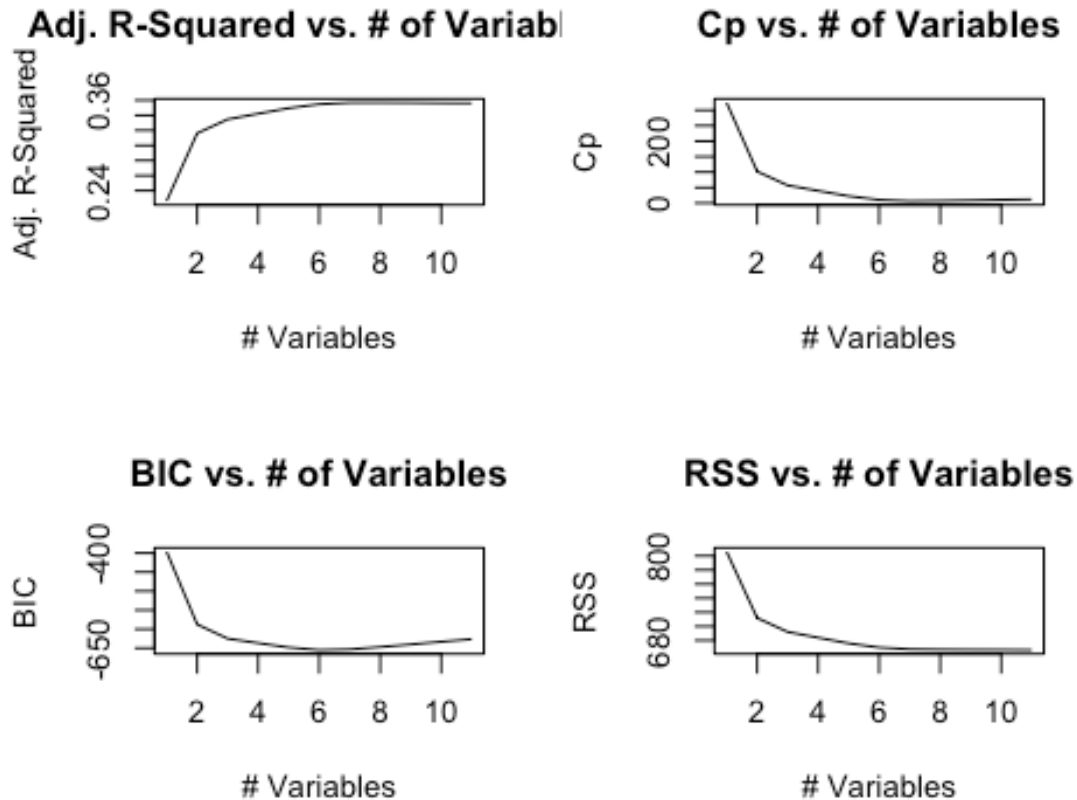 Adj. R-Squared vs. # of Variabl
Adj. R-Squared
0.36
0.24
2 4 6 8 10
# Variables
Cp vs. # of Variables
Cp
200
0
2 4 6 8 10
# Variables
BIC vs. # of Variables
BIC
-400
-650
2 4 6 8 10
# Variables
RSS vs. # of Variables
RSS
800
680
2 4 6 8 10
# Variables